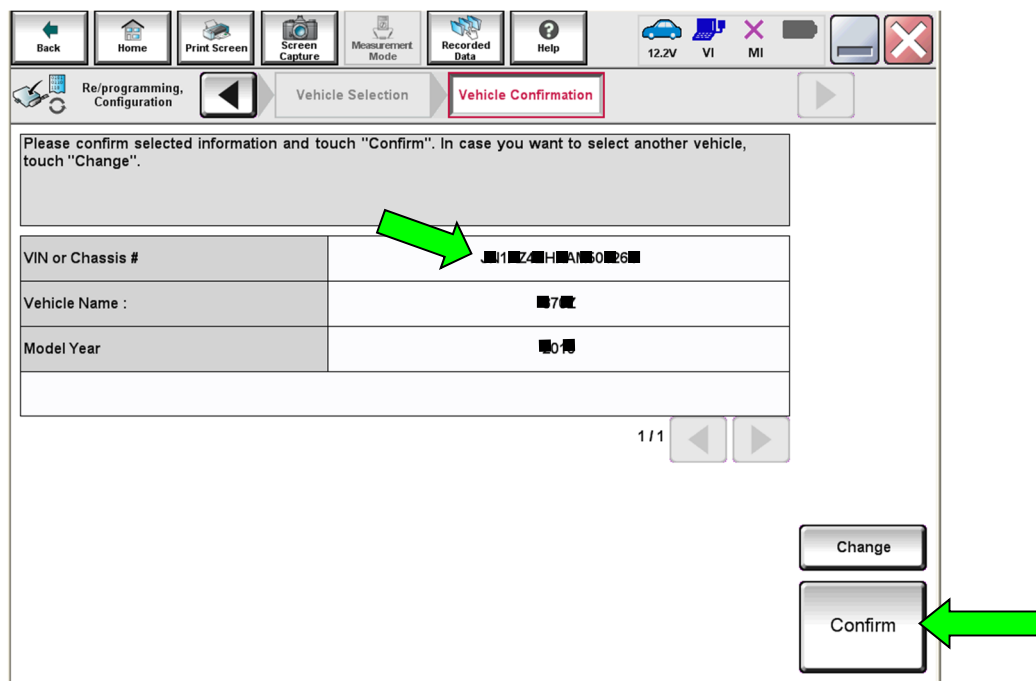 Back
Home
Print Screen
Screen
Capture
Measurement
Mode
Recorded
Data
Help
12.2V
VI
MI
Re/programming,
Configuration
Vehicle Selection
Vehicle Confirmation
Please confirm selected information and touch "Confirm". In case you want to select another vehicle,
touch "Change".
VIN or Chassis #
Vehicle Name :
Model Year
1/1
Change
Confirm